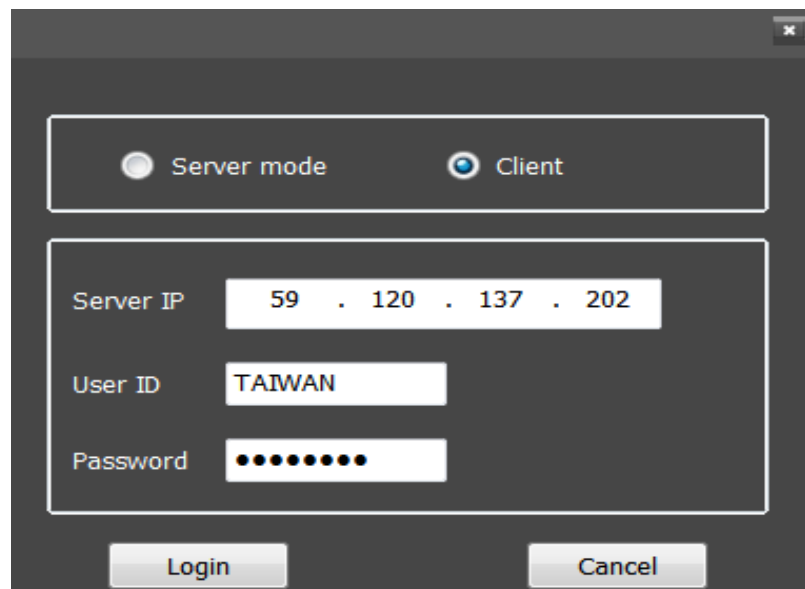 Server mode Client
Server IP 59 . 120 . 137 . 202
User ID TAIWAN
Password ●●●●●●●●
Login Cancel